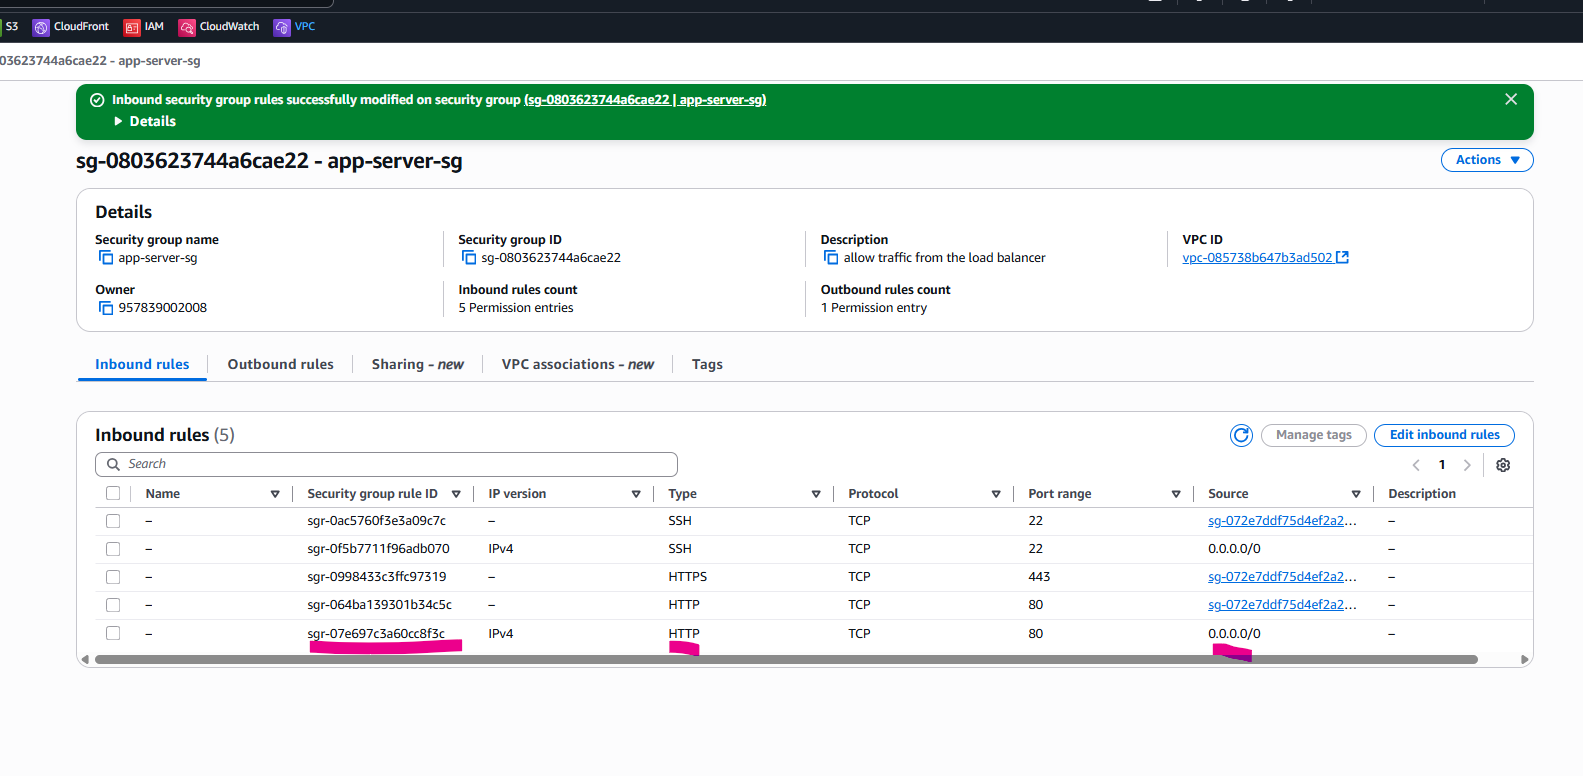 S3 CloudFront IAM CloudWatch VPC
03623744a6cae22 - app-server-sg
Inbound security group rules successfully modified on security group (sg-0803623744a6cae22 | app-server-sg)
Details
sg-0803623744a6cae22 - app-server-sg
Actions
Details
Security group name
app-server-sg
Security group ID
sg-0803623744a6cae22
Description
allow traffic from the load balancer
VPC ID
vpc-085738b647b3ad502
Owner
957839002008
Inbound rules count
5 Permission entries
Outbound rules count
1 Permission entry
Inbound rules Outbound rules Sharing - new VPC associations - new Tags
Inbound rules (5)
Manage tags Edit inbound rules
Search
1
Name Security group rule ID IP version Type Protocol Port range Source Description
– sgr-0ac5760f3e3a09c7c – SSH TCP 22 sg-072e7ddf75d4ef2a2... –
– sgr-0f5b7711f96adb070 IPv4 SSH TCP 22 0.0.0.0/0 –
– sgr-0998433c3ffc97319 – HTTPS TCP 443 sg-072e7ddf75d4ef2a2... –
– sgr-064ba139301b34c5c – HTTP TCP 80 sg-072e7ddf75d4ef2a2... –
– sgr-07e697c3a60cc8f3c IPv4 HTTP TCP 80 0.0.0.0/0 –